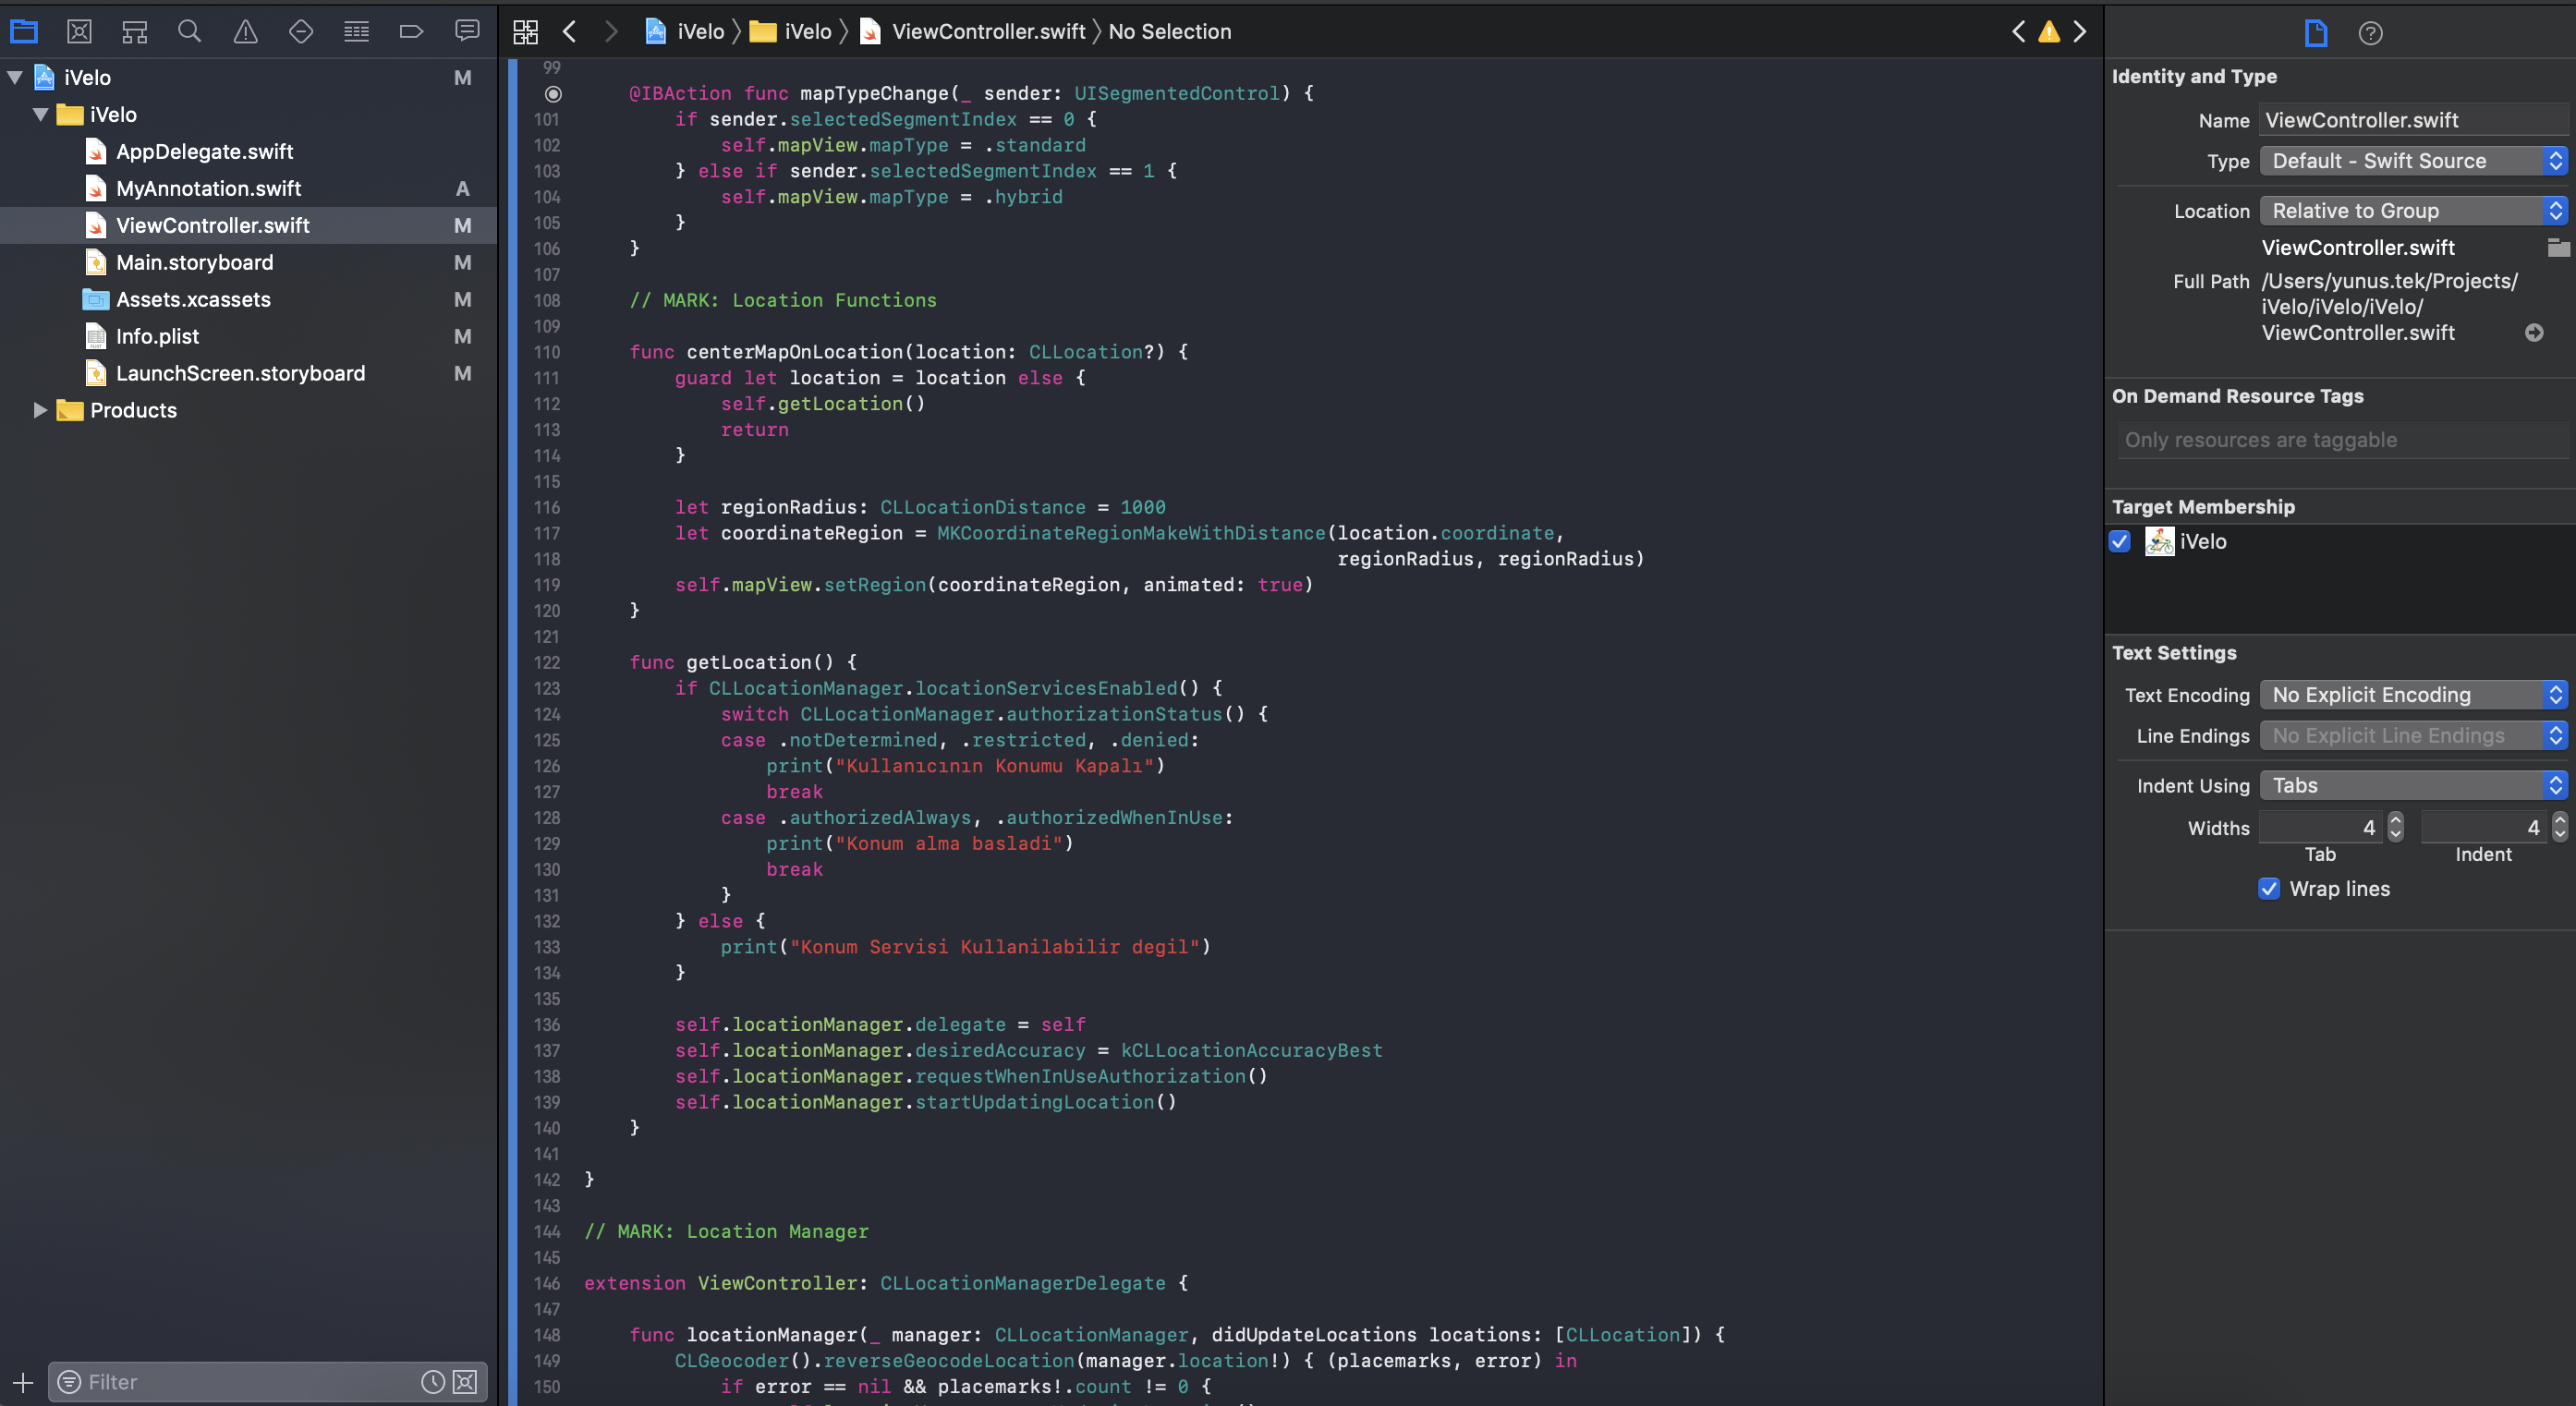 iVelo M
iVelo
AppDelegate.swift
MyAnnotation.swift A
ViewController.swift M
Main.storyboard M
Assets.xcassets M
Info.plist M
LaunchScreen.storyboard M
Products
Filter
iVelo iVelo ViewController.swift No Selection
99
@IBAction func mapTypeChange(_ sender: UISegmentedControl) {
101 if sender.selectedSegmentIndex == 0 {
102 self.mapView.mapType = .standard
103 } else if sender.selectedSegmentIndex == 1 {
104 self.mapView.mapType = .hybrid
105 }
106 }
107
108 // MARK: Location Functions
109
110 func centerMapOnLocation(location: CLLocation?) {
111 guard let location = location else {
112 self.getLocation()
113 return
114 }
115
116 let regionRadius: CLLocationDistance = 1000
117 let coordinateRegion = MKCoordinateRegionMakeWithDistance(location.coordinate,
118 regionRadius, regionRadius)
119 self.mapView.setRegion(coordinateRegion, animated: true)
120 }
121
122 func getLocation() {
123 if CLLocationManager.locationServicesEnabled() {
124 switch CLLocationManager.authorizationStatus() {
125 case .notDetermined, .restricted, .denied:
126 print("Kullanıcının Konumu Kapalı")
127 break
128 case .authorizedAlways, .authorizedWhenInUse:
129 print("Konum alma basladi")
130 break
131 }
132 } else {
133 print("Konum Servisi Kullanilabilir degil")
134 }
135
136 self.locationManager.delegate = self
137 self.locationManager.desiredAccuracy = kCLLocationAccuracyBest
138 self.locationManager.requestWhenInUseAuthorization()
139 self.locationManager.startUpdatingLocation()
140 }
141
142 }
143
144 // MARK: Location Manager
145
146 extension ViewController: CLLocationManagerDelegate {
147
148 func locationManager(_ manager: CLLocationManager, didUpdateLocations locations: [CLLocation]) {
149 CLGeocoder().reverseGeocodeLocation(manager.location!) { (placemarks, error) in
150 if error == nil && placemarks!.count != 0 {
Identity and Type
Name ViewController.swift
Type Default - Swift Source
Location Relative to Group
ViewController.swift
Full Path /Users/yunus.tek/Projects/
iVelo/iVelo/iVelo/
ViewController.swift
On Demand Resource Tags
Only resources are taggable
Target Membership
iVelo
Text Settings
Text Encoding No Explicit Encoding
Line Endings No Explicit Line Endings
Indent Using Tabs
Widths 4 4
Tab Indent
Wrap lines